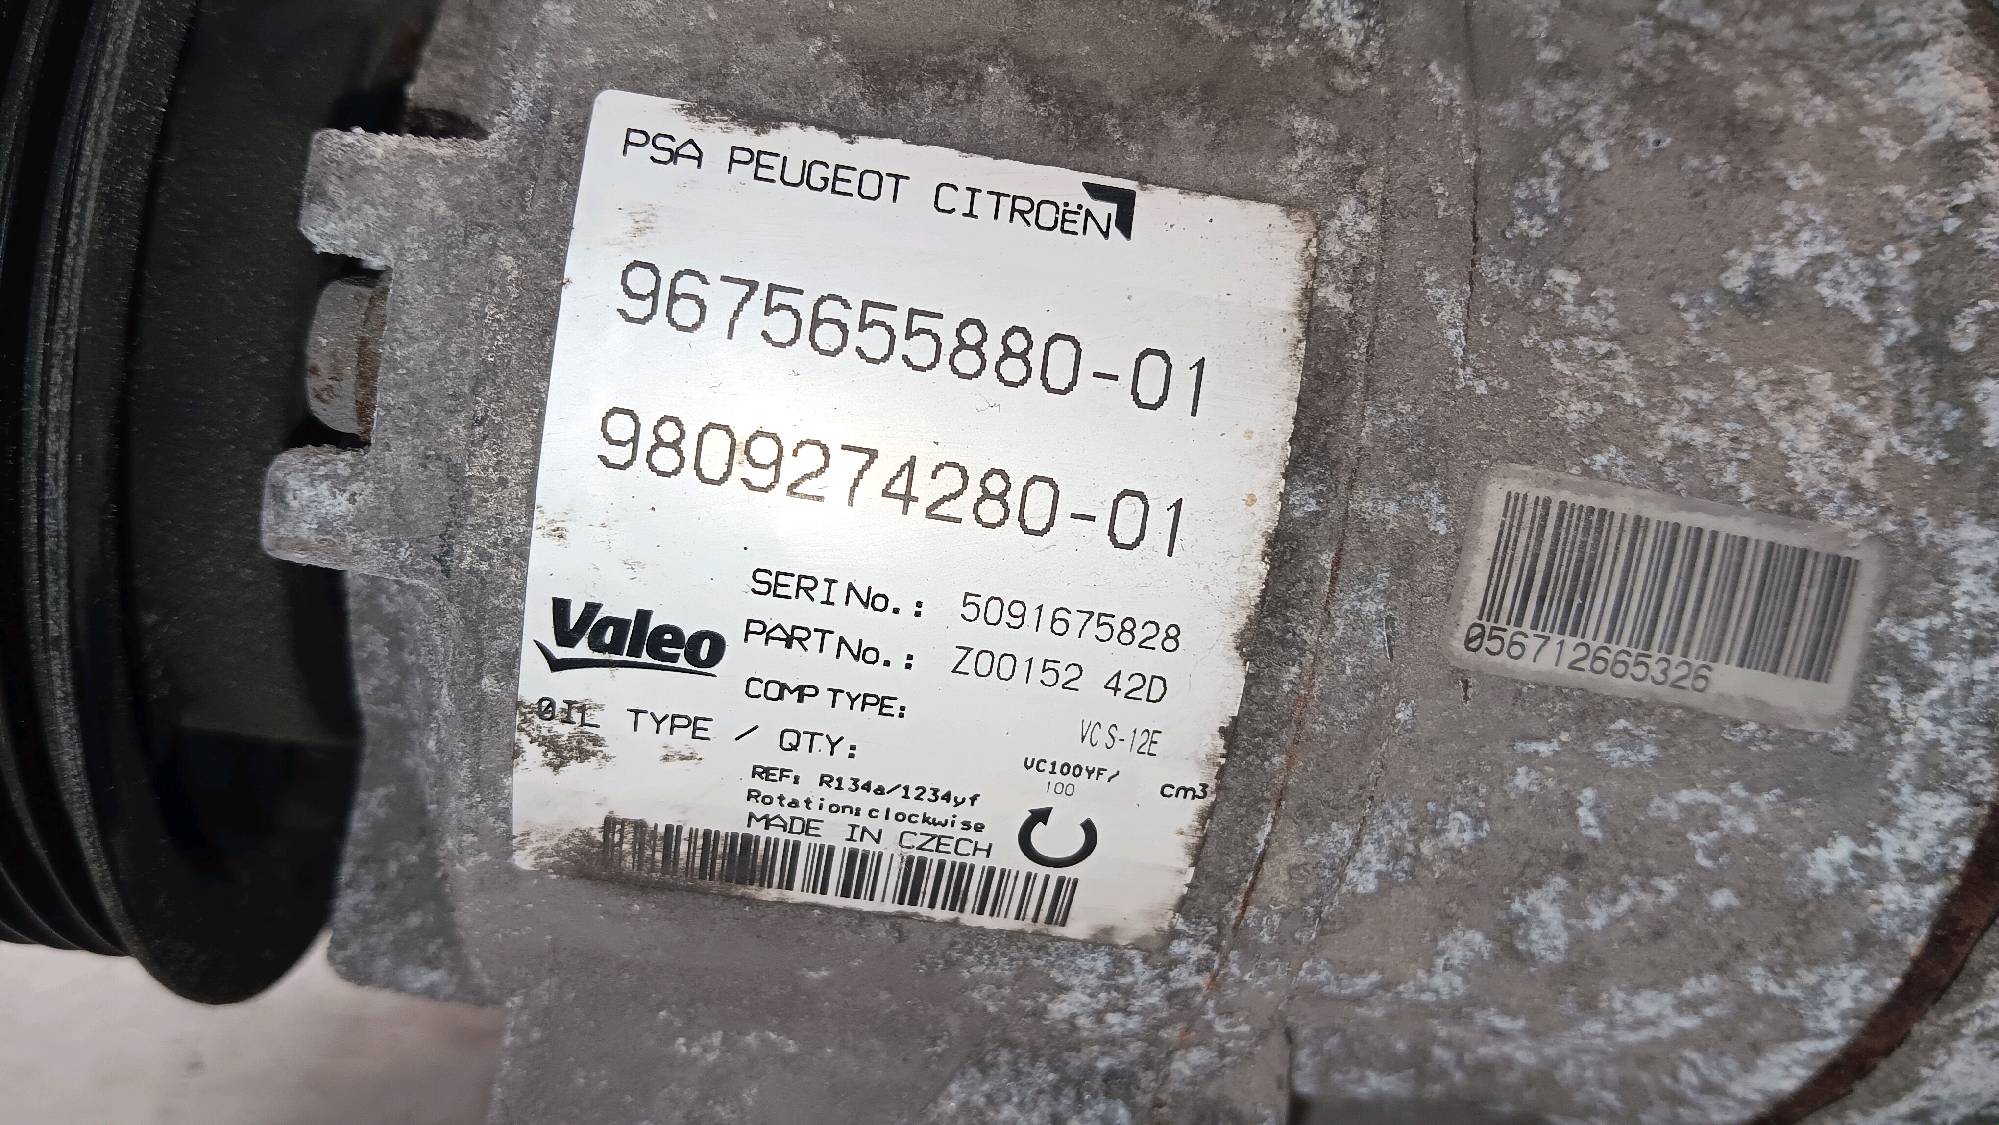 PSA PEUGEOT CITROËN
9675655880-01
9809274280-01
Valeo
SERI No.: 5091675828
PART No.: Z00152 42D
COMP TYPE: VCS-12E
OIL TYPE / QTY: VC100YF/ 100 cm3
REF: R134a/1234yf
Rotation:clockwise
MADE IN CZECH
056712665326